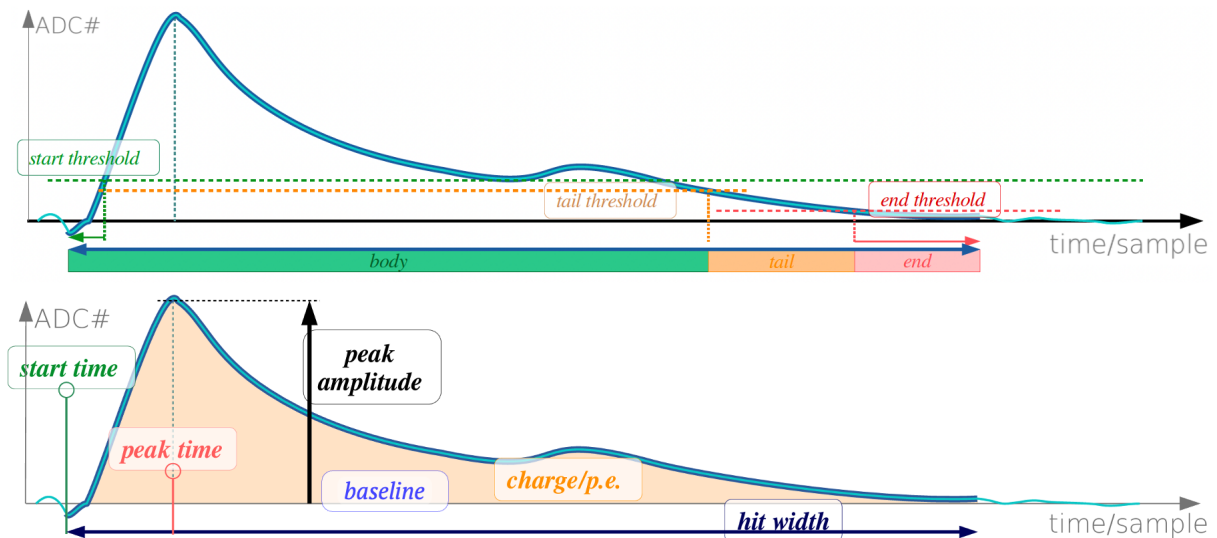 ADC#
start threshold
tail threshold
end threshold
time/sample
body
tail
end
ADC#
start time
peak
amplitude
peak time
baseline
charge/p.e.
hit width
time/sample